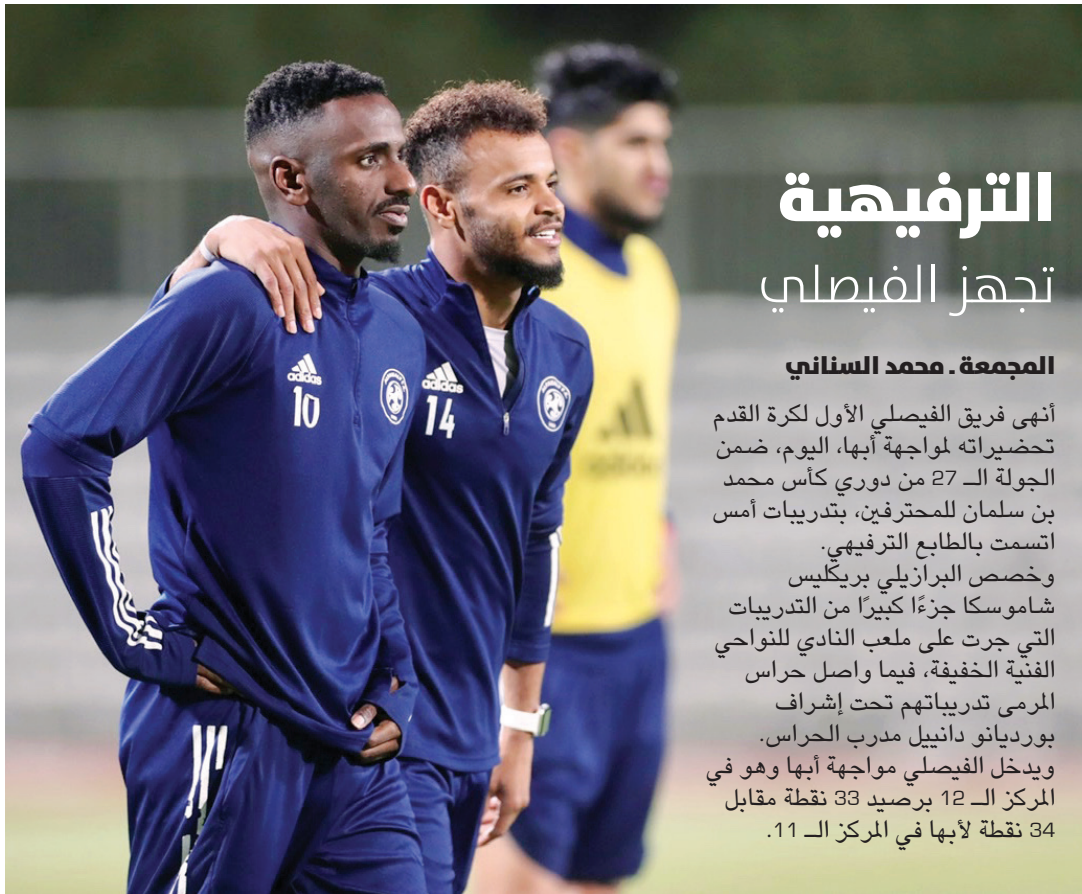 الترفيهية
تجهز الفيصلي
المجمعة ـ محمد السناني
أنهى فريق الفيصلي الأول لكرة القدم
تحضيراته لمواجهة أبها، اليوم، ضمن
الجولة الـ 27 من دوري كأس محمد
بن سلمان للمحترفين، بتدريبات أمس
اتسمت بالطابع الترفيهي.
وخصص البرازيلي بريكليس
شاموسكا جزءًا كبيرًا من التدريبات
التي جرت على ملعب النادي للنواحي
الفنية الخفيفة، فيما واصل حراس
المرمى تدريباتهم تحت إشراف
بورديانو دانييل مدرب الحراس.
ويدخل الفيصلي مواجهة أبها وهو في
المركز الـ 12 برصيد 33 نقطة مقابل
34 نقطة لأبها في المركز الـ 11.
adidas
10
adidas
14